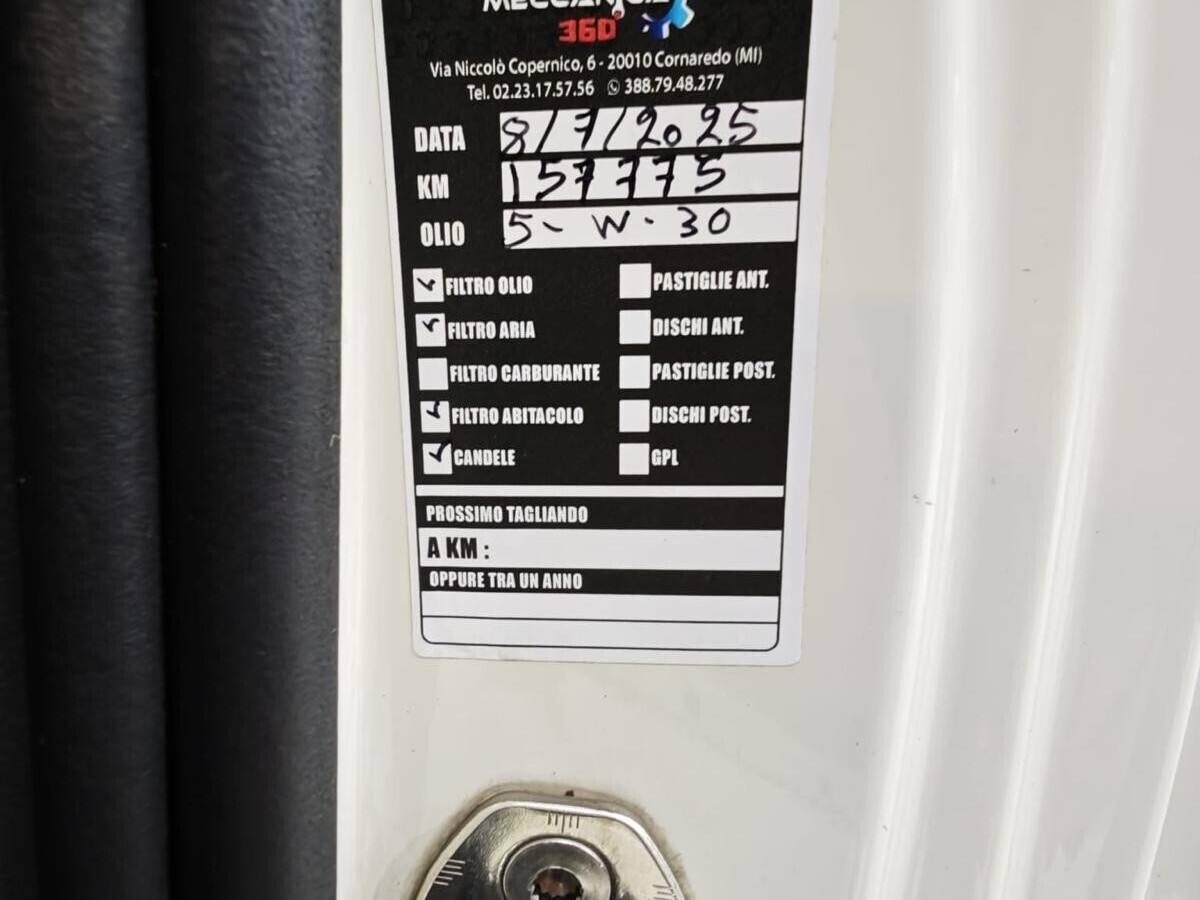 MECCANICA
360°
Via Niccolò Copernico, 6 - 20010 Cornaredo (MI)
Tel. 02.23.17.57.56 388.79.48.277
DATA 8/7/2025
KM 157775
OLIO 5-W-30
FILTRO OLIO PASTIGLIE ANT.
FILTRO ARIA DISCHI ANT.
FILTRO CARBURANTE PASTIGLIE POST.
FILTRO ABITACOLO DISCHI POST.
CANDELE GPL
PROSSIMO TAGLIANDO
A KM :
OPPURE TRA UN ANNO